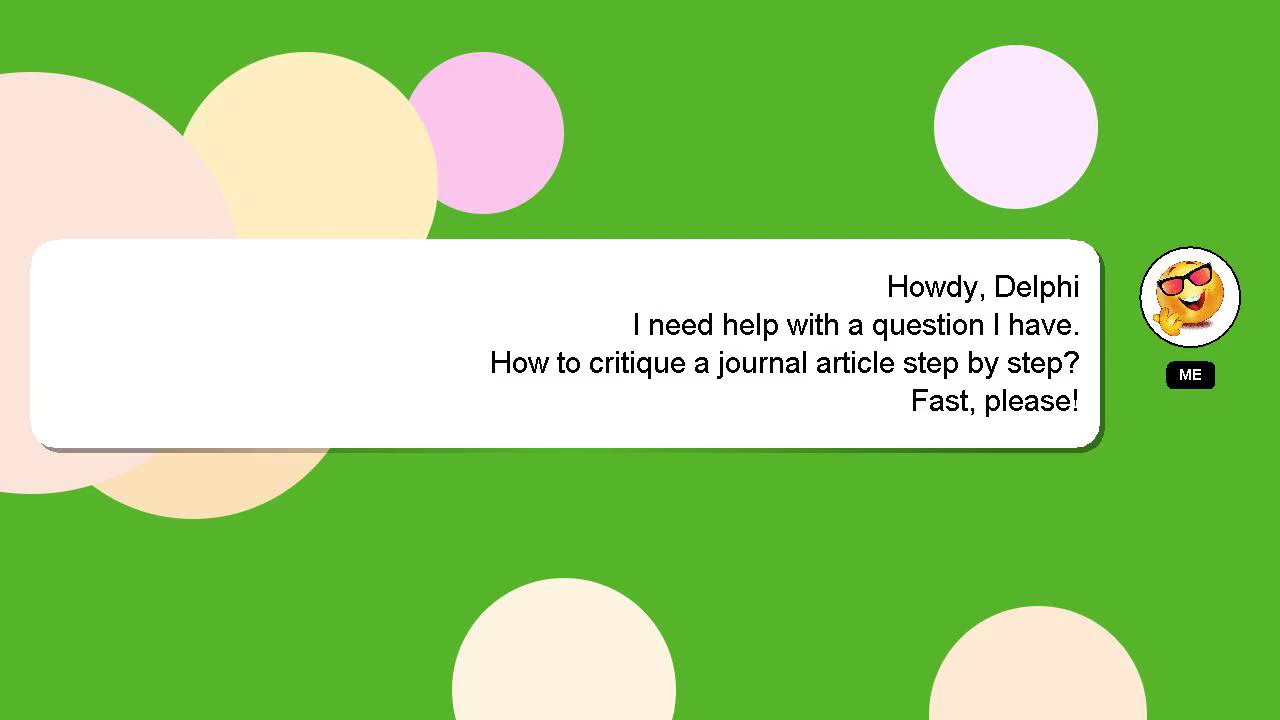 Howdy, Delphi
I need help with a question I have.
How to critique a journal article step by step?
Fast, please!
ME